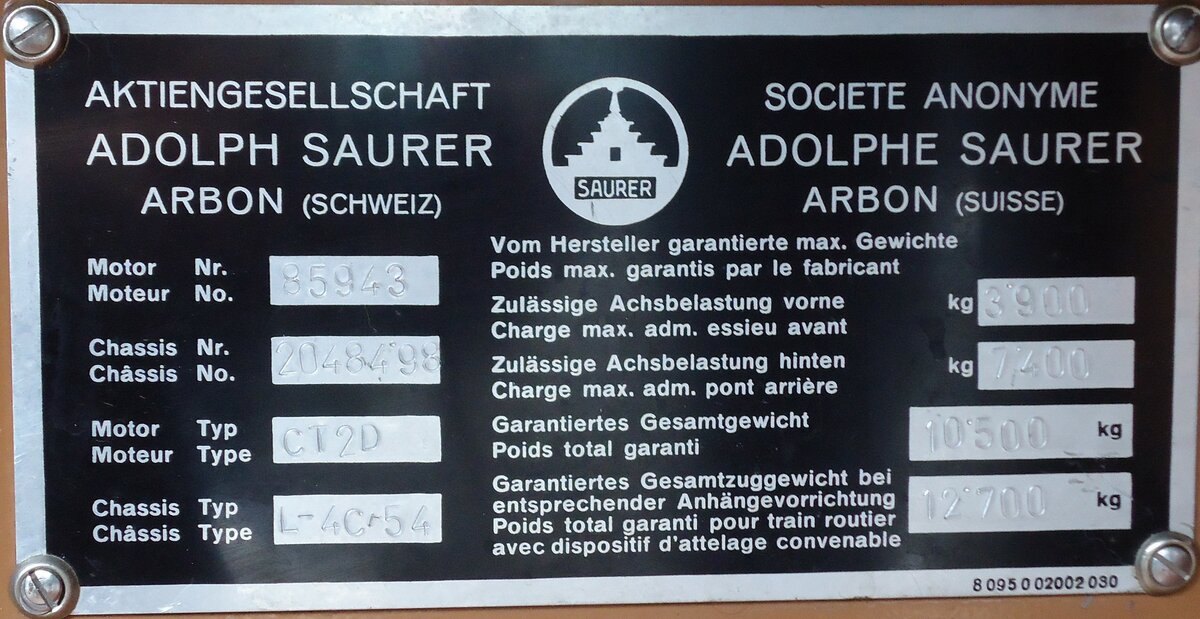 AKTIENGESELLSCHAFT
ADOLPH SAURER
ARBON (SCHWEIZ)
SAURER
SOCIETE ANONYME
ADOLPHE SAURER
ARBON (SUISSE)
Motor Nr.
Moteur No.
85943
Chassis Nr.
Châssis No.
20484'98
Motor Typ
Moteur Type
CT2D
Chassis Typ
Châssis Type
L-4C-54
Vom Hersteller garantierte max. Gewichte
Poids max. garantis par le fabricant
Zulässige Achsbelastung vorne kg 3'900
Charge max. adm. essieu avant
Zulässige Achsbelastung hinten kg 7'400
Charge max. adm. pont arrière
Garantiertes Gesamtgewicht
Poids total garanti
10'500 kg
Garantiertes Gesamtzuggewicht bei
entsprechender Anhängevorrichtung
Poids total garanti pour train routier
avec dispositif d'attelage convenable
12'700 kg
8 095 0 02002 030